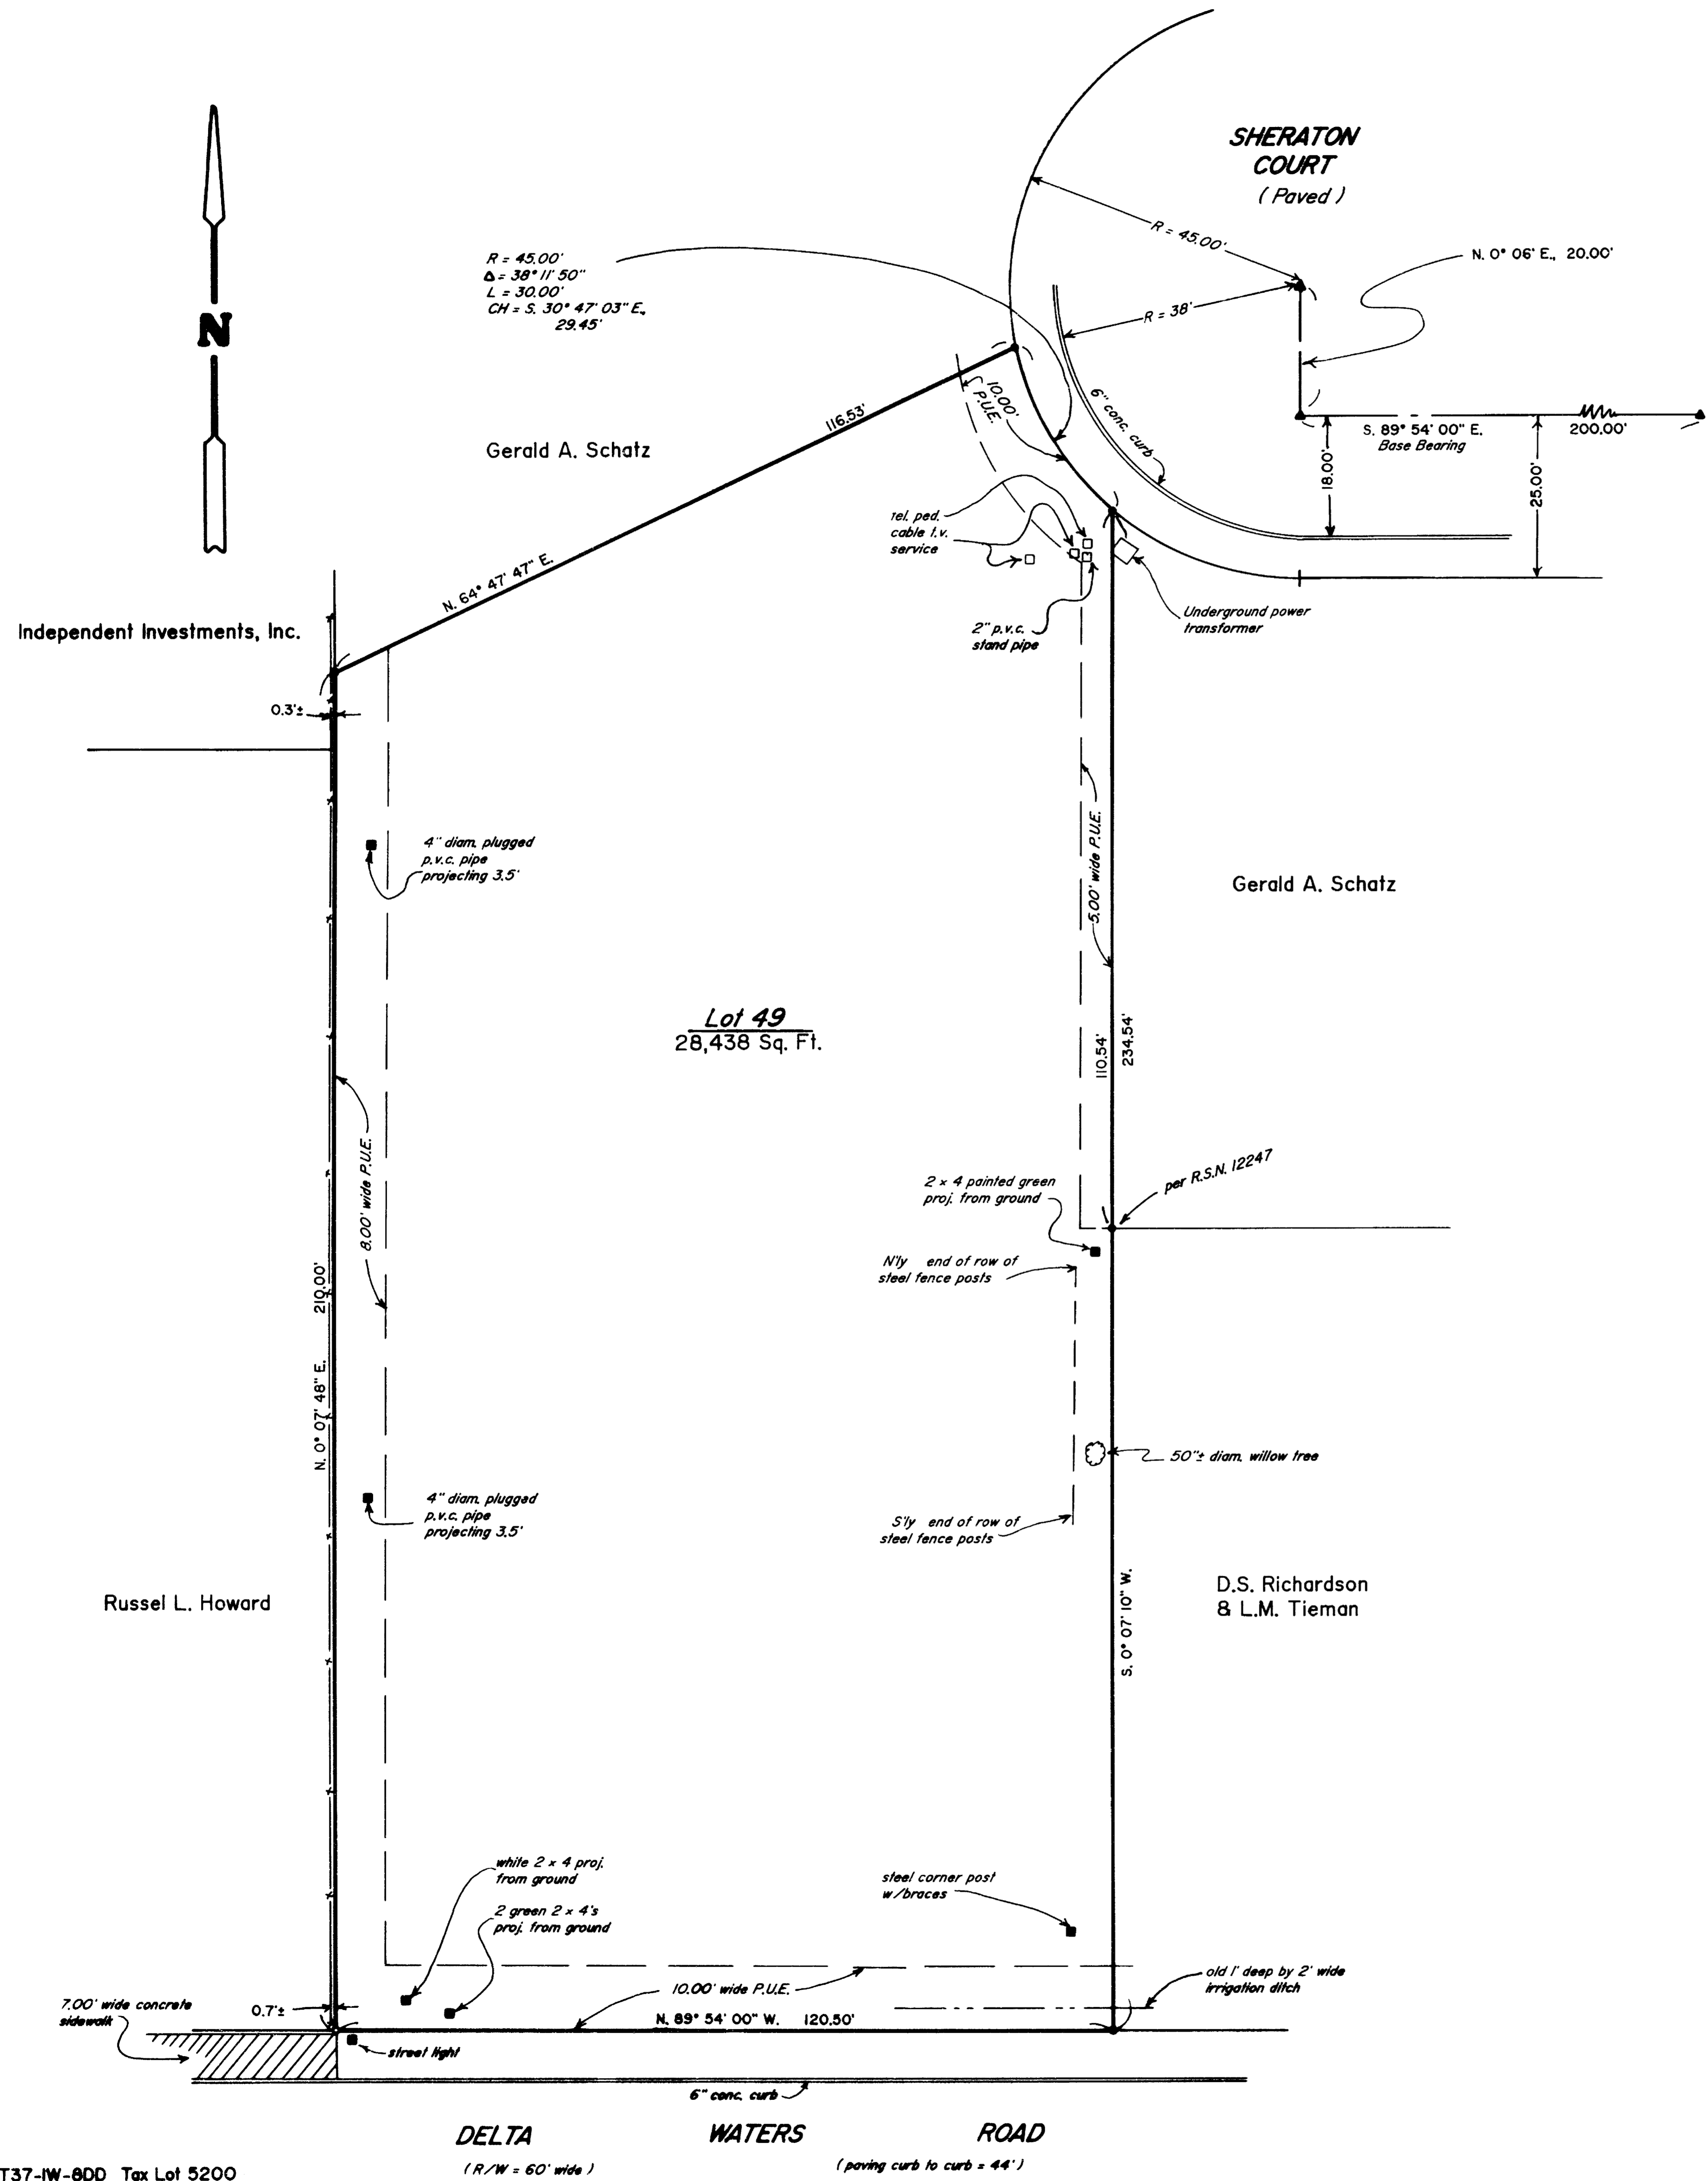 SHERATON
COURT
( Paved )
R = 45.00'
N. 0° 06' E., 20.00'
R = 45.00'
Δ = 38° 11' 50"
L = 30.00'
CH = S. 30° 47' 03" E.,
29.45'
R = 38'
N
10.00'
P.U.E.
6" conc. curb
116.53'
S. 89° 54' 00" E.
200.00'
Base Bearing
Gerald A. Schatz
18.00'
25.00'
tel. ped.
cable t.v.
service
N. 64° 47' 47" E.
Underground power
transformer
2" p.v.c.
stand pipe
Independent Investments, Inc.
0.3'±
4" diam. plugged
p.v.c. pipe
projecting 3.5'
5.00' wide P.U.E.
Gerald A. Schatz
Lot 49
28,438 Sq. Ft.
110.54'
234.54'
8.00' wide P.U.E.
per R.S.N. 12247
2 x 4 painted green
proj. from ground
N'ly end of row of
steel fence posts
210.00'
N. 0° 07' 48" E.
50"± diam. willow tree
4" diam. plugged
p.v.c. pipe
projecting 3.5'
S'ly end of row of
steel fence posts
Russel L. Howard
D.S. Richardson
& L.M. Tieman
S. 0° 07' 10" W.
white 2 x 4 proj.
from ground
steel corner post
w/braces
2 green 2 x 4's
proj. from ground
old 1' deep by 2' wide
irrigation ditch
10.00' wide P.U.E.
7.00' wide concrete
sidewalk
0.7'±
N. 89° 54' 00" W. 120.50'
street light
6" conc. curb
DELTA WATERS ROAD
( R/W = 60' wide )
( paving curb to curb = 44' )
T37-1W-8DD Tax Lot 5200